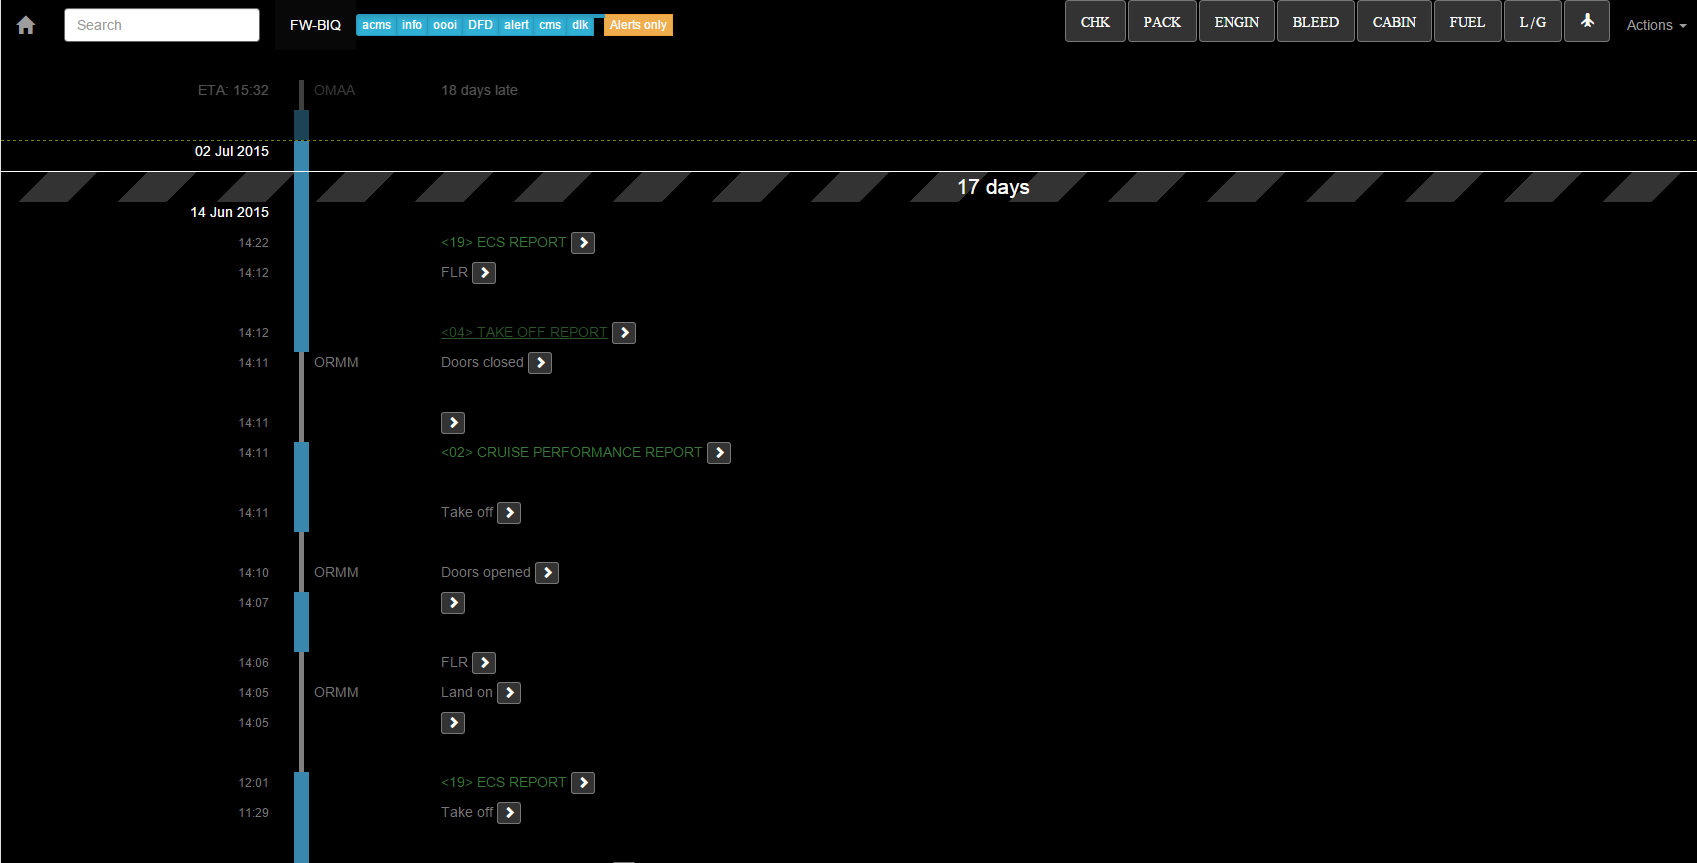 Search FW-BIQ acms info oooi DFD alert cms dlk Alerts only CHK PACK ENGIN BLEED CABIN FUEL L/G Actions
ETA: 15:32 OMAA 18 days late
02 Jul 2015
17 days
14 Jun 2015
14:22 <19> ECS REPORT
14:12 FLR
14:12 <04> TAKE OFF REPORT
14:11 ORMM Doors closed
14:11
14:11 <02> CRUISE PERFORMANCE REPORT
14:11 Take off
14:10 ORMM Doors opened
14:07
14:06 FLR
14:05 ORMM Land on
14:05
12:01 <19> ECS REPORT
11:29 Take off